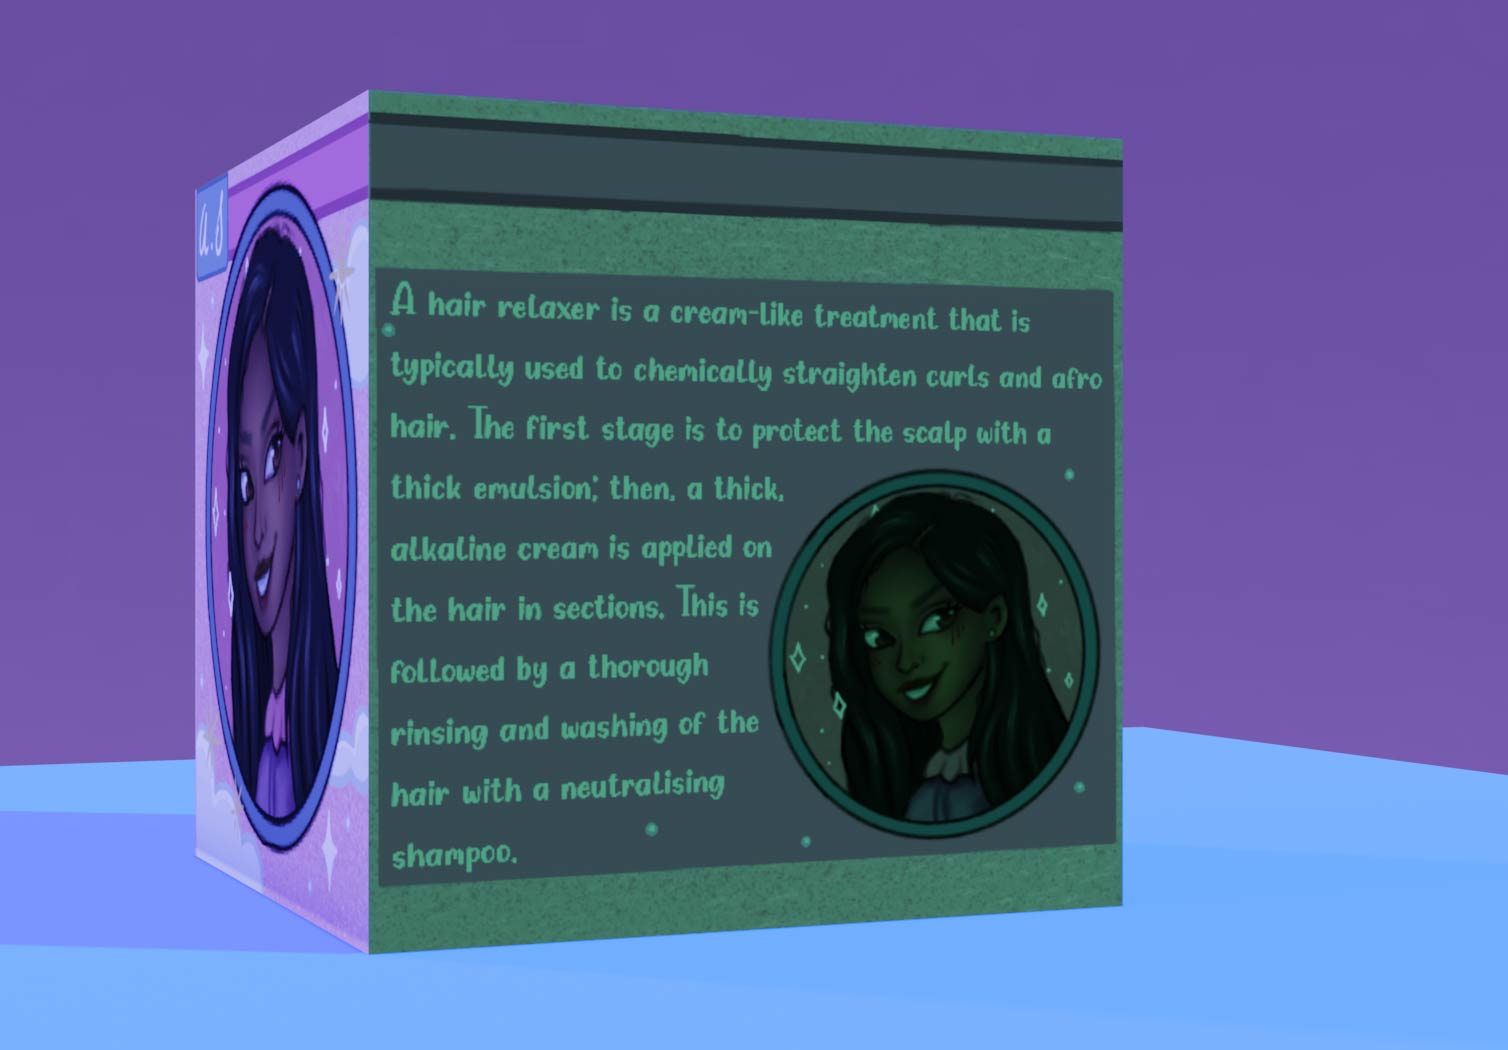 a.s
A hair relaxer is a cream-like treatment that is
typically used to chemically straighten curls and afro
hair. The first stage is to protect the scalp with a
thick emulsion; then, a thick,
alkaline cream is applied on
the hair in sections. This is
followed by a thorough
rinsing and washing of the
hair with a neutralising
shampoo.